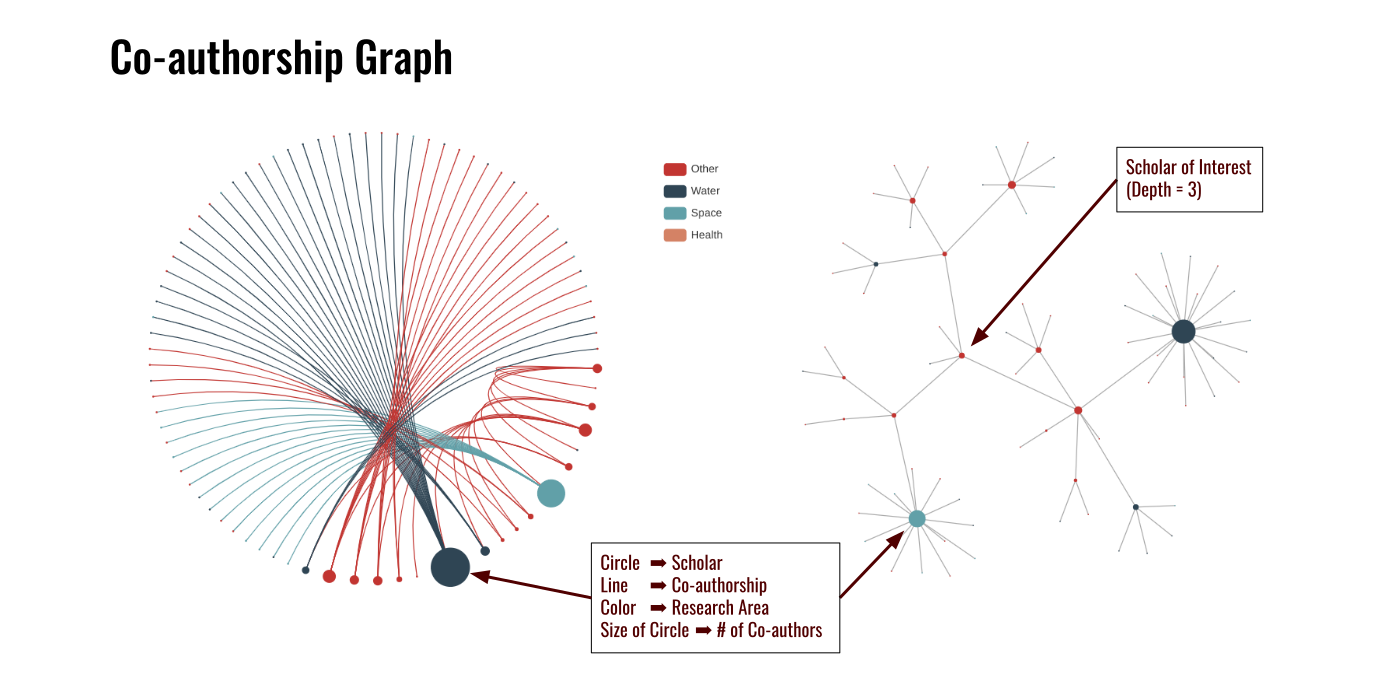 Co-authorship Graph
Other
Water
Space
Health
Scholar of Interest
(Depth = 3)
Circle ➡ Scholar
Line ➡ Co-authorship
Color ➡ Research Area
Size of Circle ➡ # of Co-authors